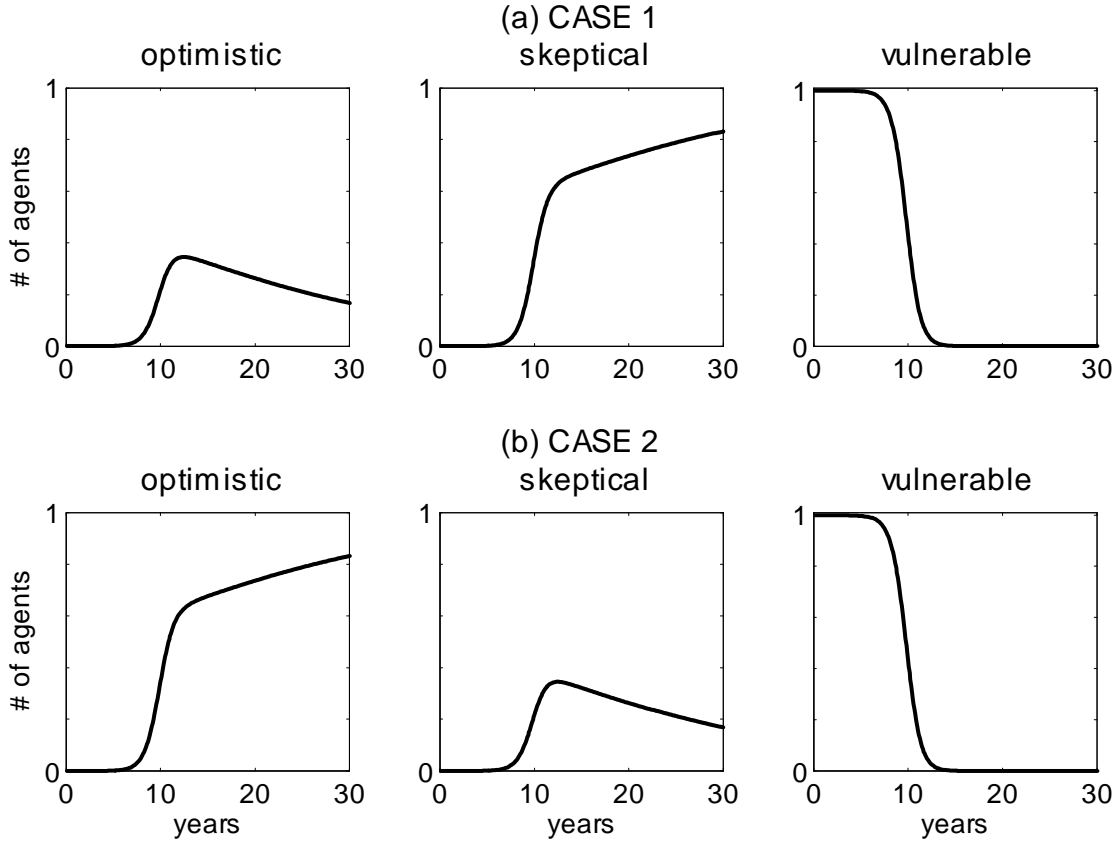 (a) CASE 1
optimistic
skeptical
vulnerable
# of agents
1
0
0 10 20 30
1
0
0 10 20 30
1
0
0 10 20 30
(b) CASE 2
optimistic
skeptical
vulnerable
# of agents
1
0
0 10 20 30
years
1
0
0 10 20 30
years
1
0
0 10 20 30
years